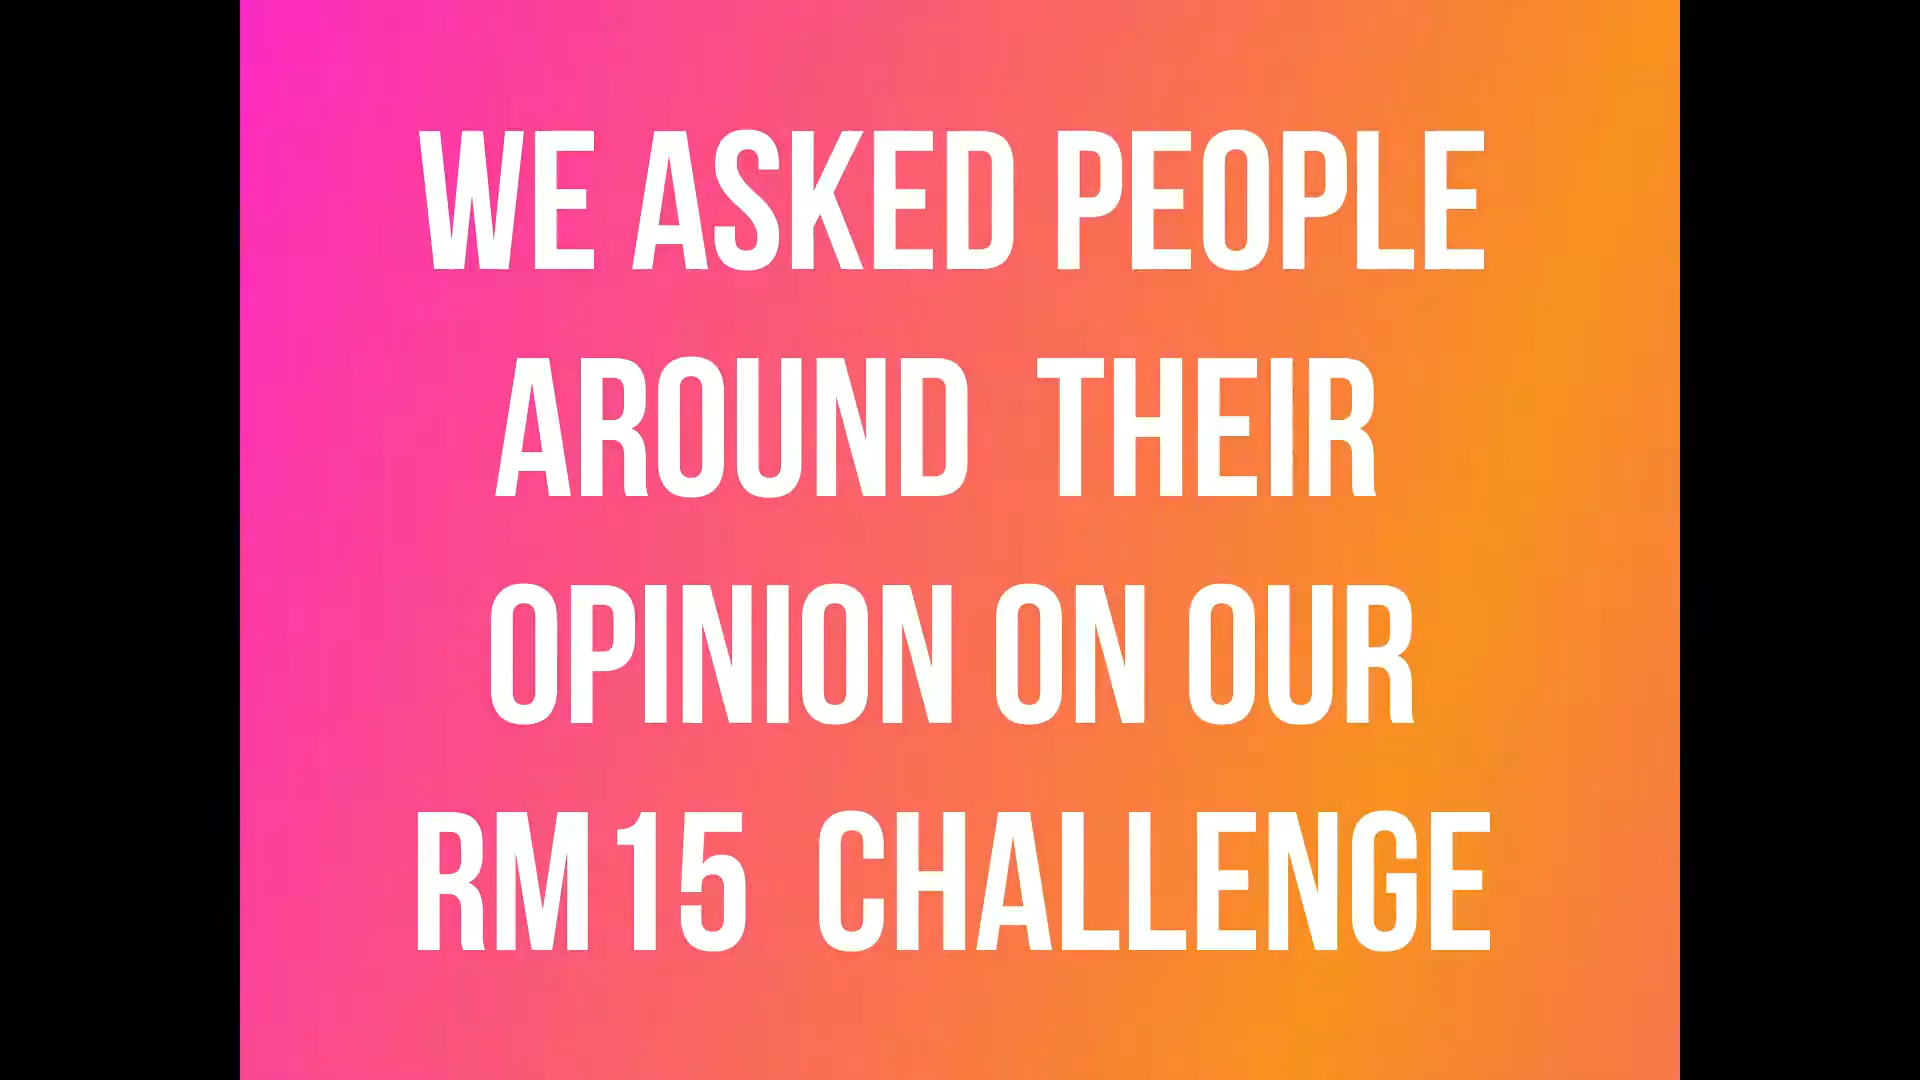 WE ASKED PEOPLE
AROUND THEIR
OPINION ON OUR
RM15 CHALLENGE